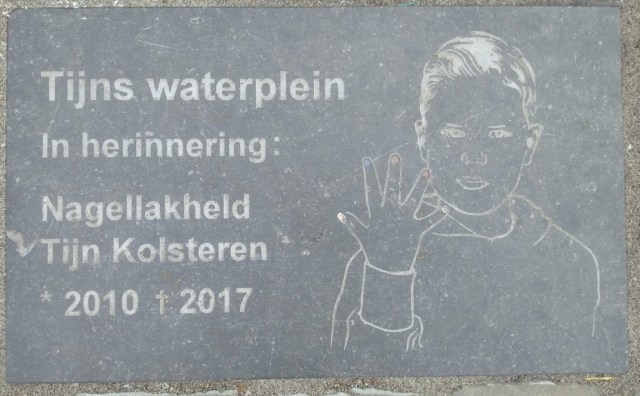 Tijns waterplein
In herinnering:
Nagellakheld
Tijn Kolsteren
* 2010 † 2017